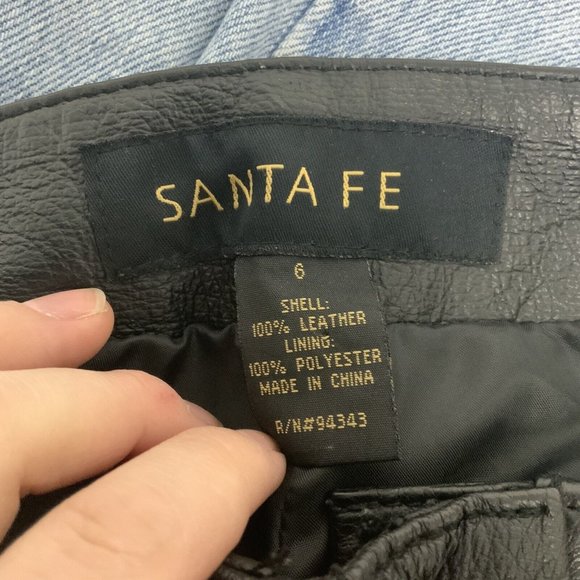 SANTA FE
6
SHELL:
100% LEATHER
LINING:
100% POLYESTER
MADE IN CHINA
R/N#94343